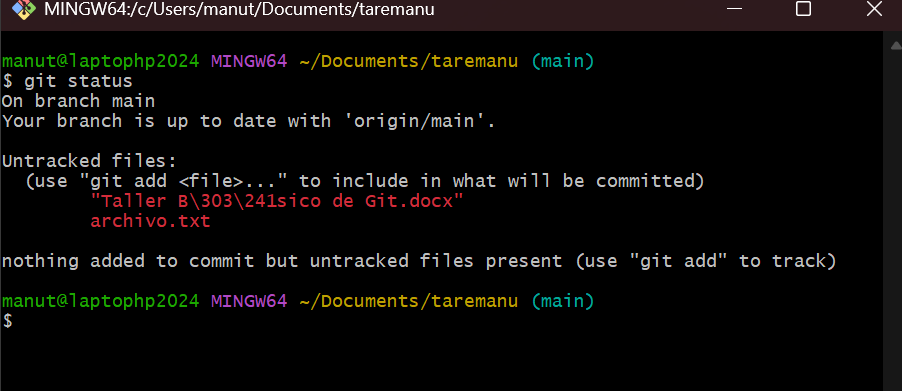 MINGW64:/c/Users/manut/Documents/taremanu
manut@laptophp2024 MINGW64 ~/Documents/taremanu (main)
$ git status
On branch main
Your branch is up to date with 'origin/main'.
Untracked files:
(use "git add <file>..." to include in what will be committed)
"Taller B\303\241sico de Git.docx"
archivo.txt
nothing added to commit but untracked files present (use "git add" to track)
manut@laptophp2024 MINGW64 ~/Documents/taremanu (main)
$